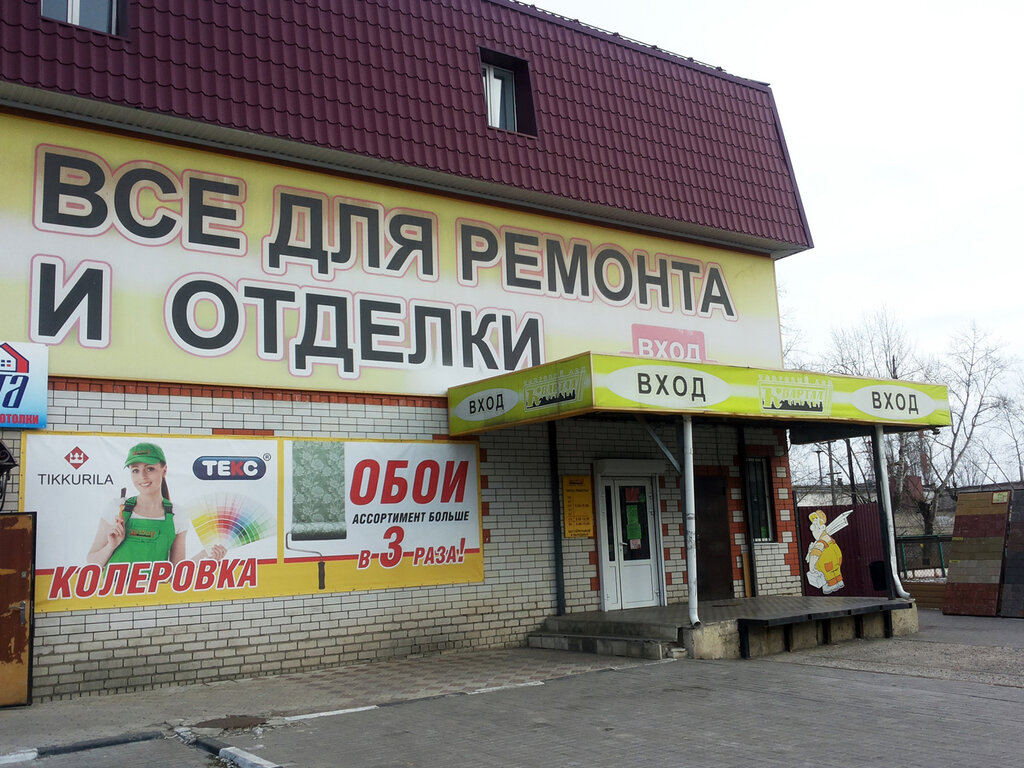 ВСЕ ДЛЯ РЕМОНТА
И ОТДЕЛКИ
ВХОД
ВХОД
ВХОД
ВХОД
TIKKURILA
ТЕКС®
КОЛЕРОВКА
ОБОИ
АССОРТИМЕНТ БОЛЬШЕ
В 3 РАЗА!